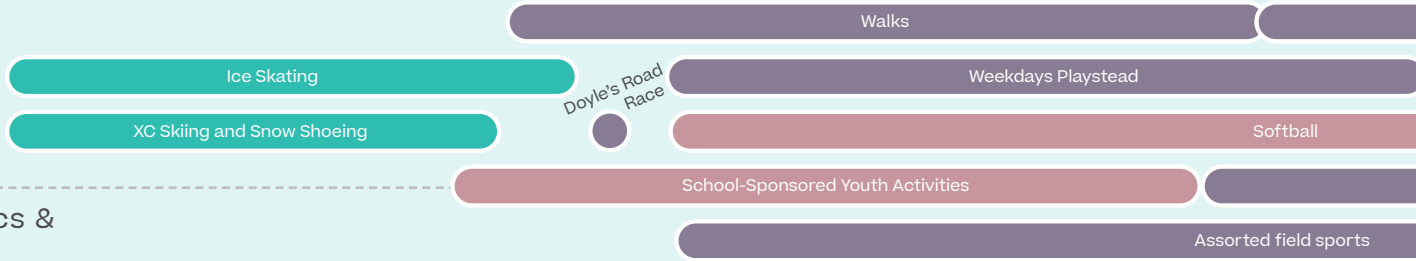 Walks
Ice Skating
Doyle's Road
Race
Weekdays Playstead
XC Skiing and Snow Shoeing
Softball
School-Sponsored Youth Activities
&
Assorted field sports